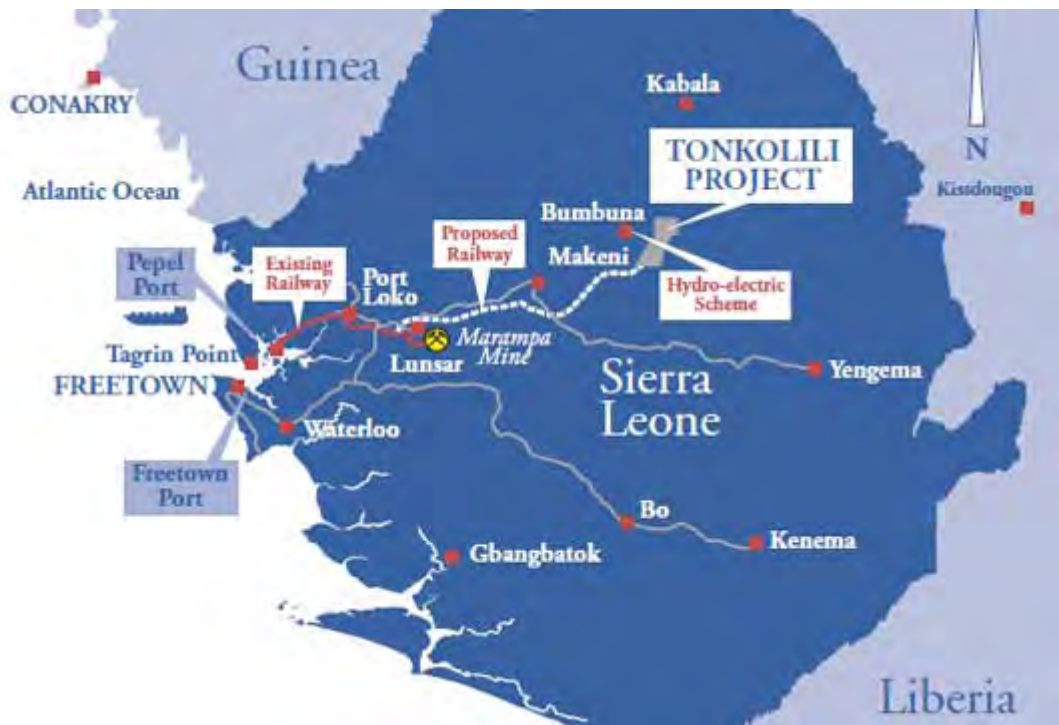 Guinea
Kabala
CONAKRY
TONKOLILI
PROJECT
N
Atlantic Ocean
Kissdougou
Bumbuna
Proposed
Railway
Makeni
Existing
Railway
Pepel
Port
Port
Loko
Hydro-electric
Scheme
Marampa
Mine
Tagrin Point
Lunsar
FREETOWN
Sierra
Leone
Yengema
Waterloo
Freetown
Port
Bo
Kenema
Gbangbatok
Liberia